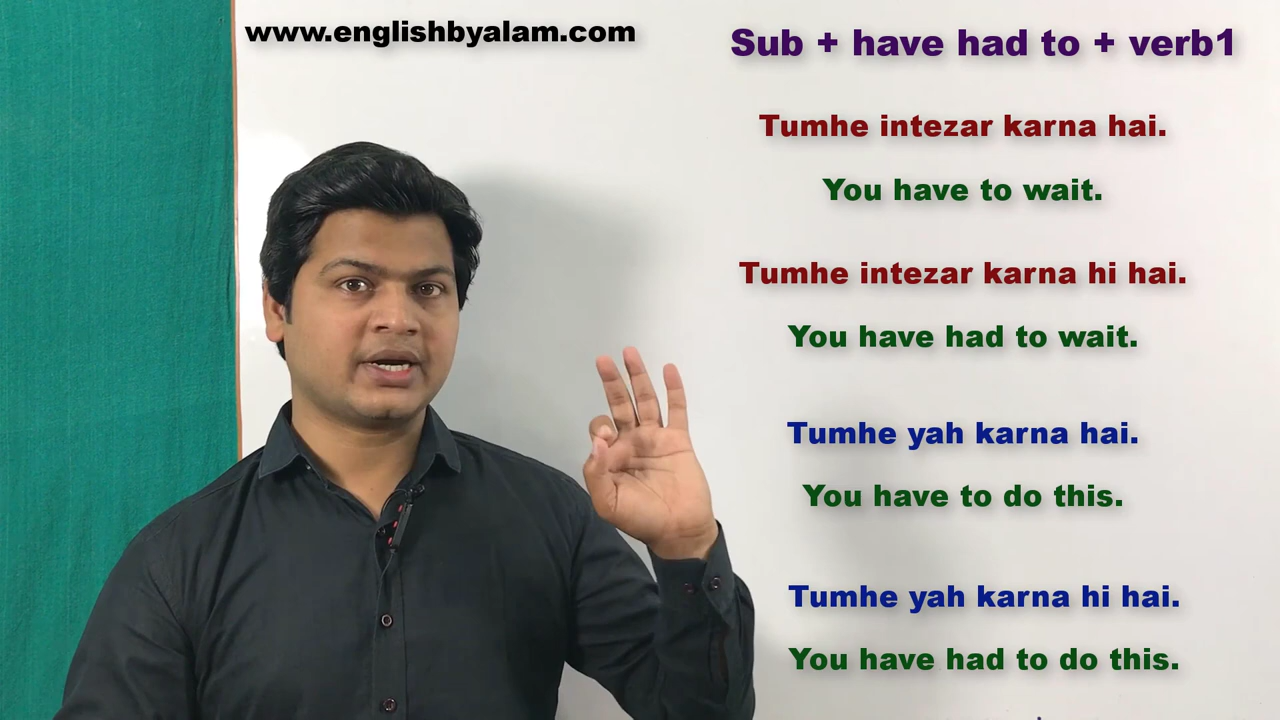 www.englishbyalam.com
Sub + have had to + verb1
Tumhe intezar karna hai.
You have to wait.
Tumhe intezar karna hi hai.
You have had to wait.
Tumhe yah karna hai.
You have to do this.
Tumhe yah karna hi hai.
You have had to do this.